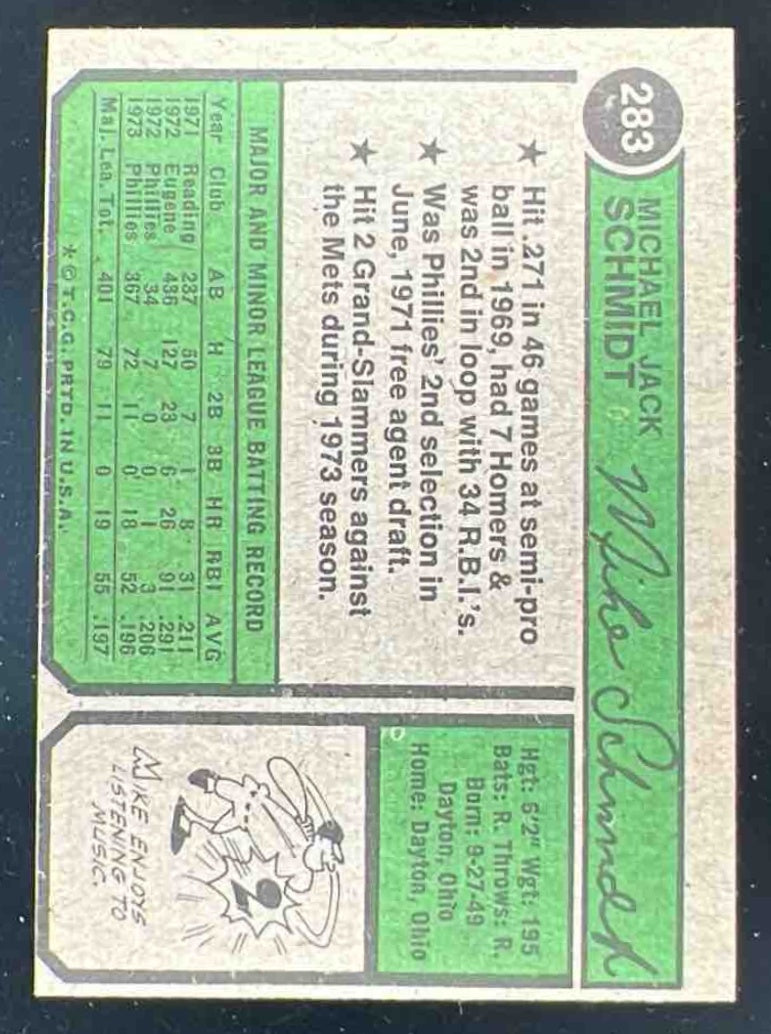 283
MICHAEL JACK
SCHMIDT
Mike Schmidt
★ Hit .271 in 46 games at semi-pro
ball in 1969, had 7 Homers &
was 2nd in loop with 34 R.B.I.'s.
★ Was Phillies' 2nd selection in
June, 1971 free agent draft.
★ Hit 2 Grand-Slammers against
the Mets during 1973 season.
Hgt: 6'2" Wgt: 195
Bats: R. Throws: R.
Born: 9-27-49
Dayton, Ohio
Home: Dayton, Ohio
MAJOR AND MINOR LEAGUE BATTING RECORD
Year Club AB H 2B 3B HR RBI AVG
1971 Reading 237 50 7 1 8 31 .211
1972 Eugene 436 127 23 6 26 91 .291
1972 Phillies 34 7 0 0 1 3 .206
1973 Phillies 367 72 11 0 18 52 .196
Maj. Lea. Tot. 401 79 11 0 19 55 .197
* © T.C.G. PRTD. IN U.S.A.
MIKE ENJOYS
LISTENING TO
MUSIC.